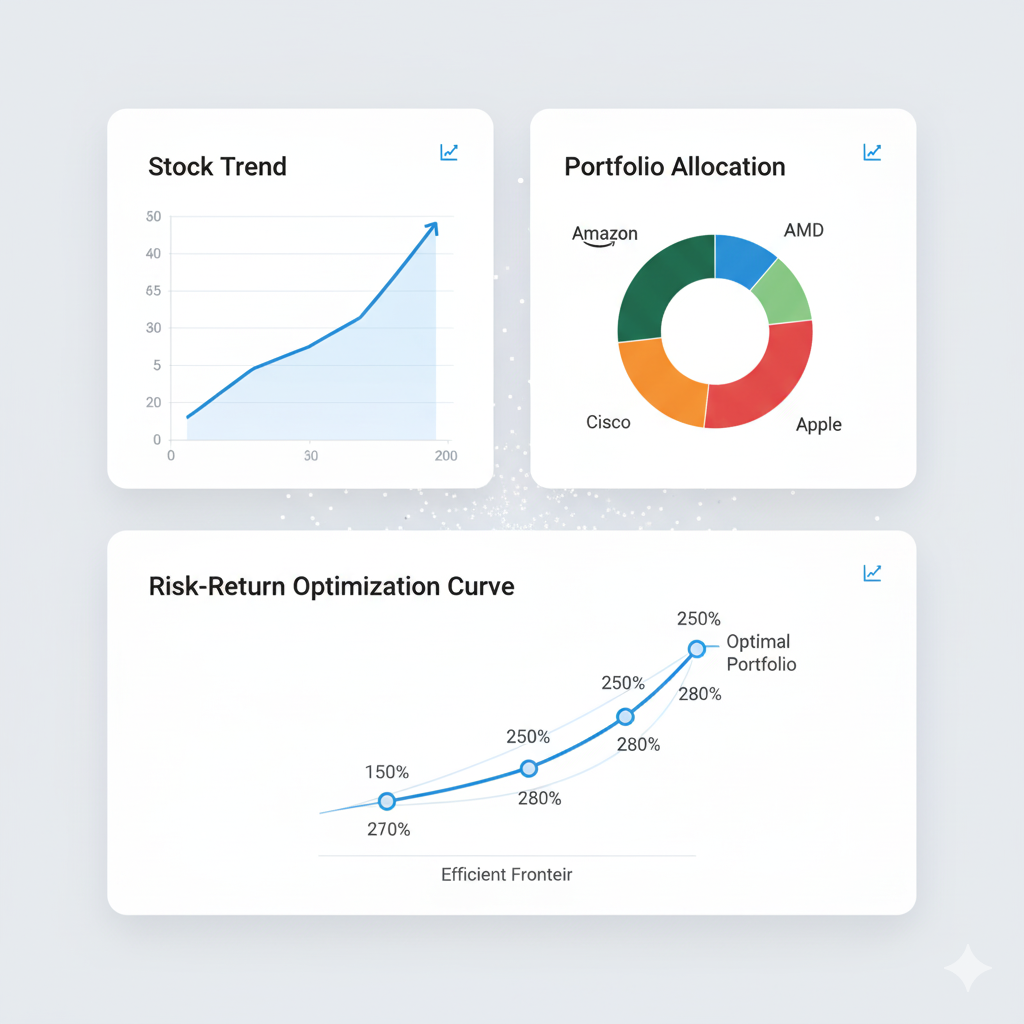 Stock Trend
50
40
65
30
5
20
0
0
30
200
Portfolio Allocation
Amazon
AMD
Cisco
Apple
Risk-Return Optimization Curve
250%
Optimal
Portfolio
250%
280%
250%
280%
150%
280%
270%
Efficient Fronteir